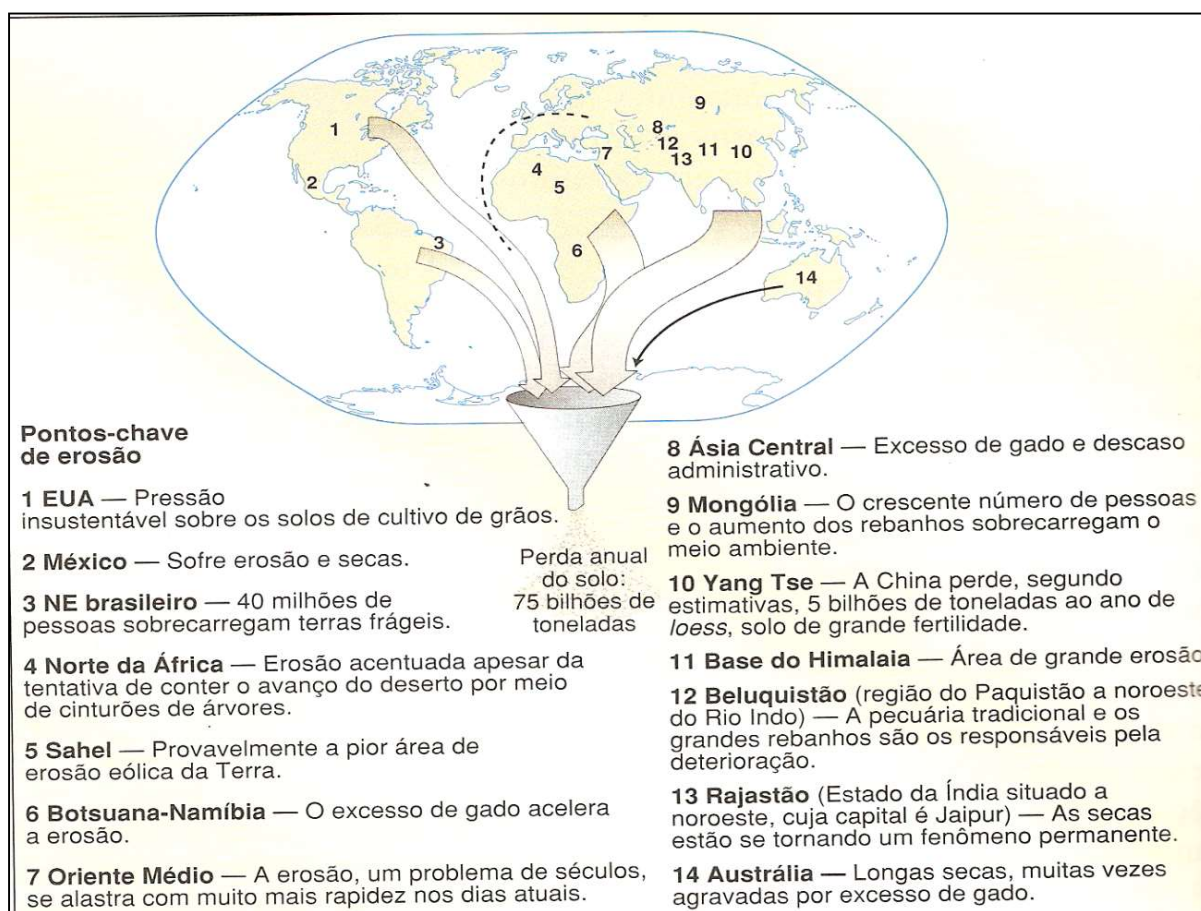 1
2
3
4
5
6
7
8
9
10
11
12
13
14
Pontos-chave
de erosão
1 EUA — Pressão
insustentável sobre os solos de cultivo de grãos.
2 México — Sofre erosão e secas.
3 NE brasileiro — 40 milhões de
pessoas sobrecarregam terras frágeis.
4 Norte da África — Erosão acentuada apesar da
tentativa de conter o avanço do deserto por meio
de cinturões de árvores.
5 Sahel — Provavelmente a pior área de
erosão eólica da Terra.
6 Botsuana-Namíbia — O excesso de gado acelera
a erosão.
7 Oriente Médio — A erosão, um problema de séculos,
se alastra com muito mais rapidez nos dias atuais.
Perda anual
do solo:
75 bilhões de
toneladas
8 Ásia Central — Excesso de gado e descaso
administrativo.
9 Mongólia — O crescente número de pessoas
e o aumento dos rebanhos sobrecarregam o
meio ambiente.
10 Yang Tse — A China perde, segundo
estimativas, 5 bilhões de toneladas ao ano de
loess, solo de grande fertilidade.
11 Base do Himalaia — Área de grande erosão
12 Beluquistão (região do Paquistão a noroeste
do Rio Indo) — A pecuária tradicional e os
grandes rebanhos são os responsáveis pela
deterioração.
13 Rajastão (Estado da Índia situado a
noroeste, cuja capital é Jaipur) — As secas
estão se tornando um fenômeno permanente.
14 Austrália — Longas secas, muitas vezes
agravadas por excesso de gado.